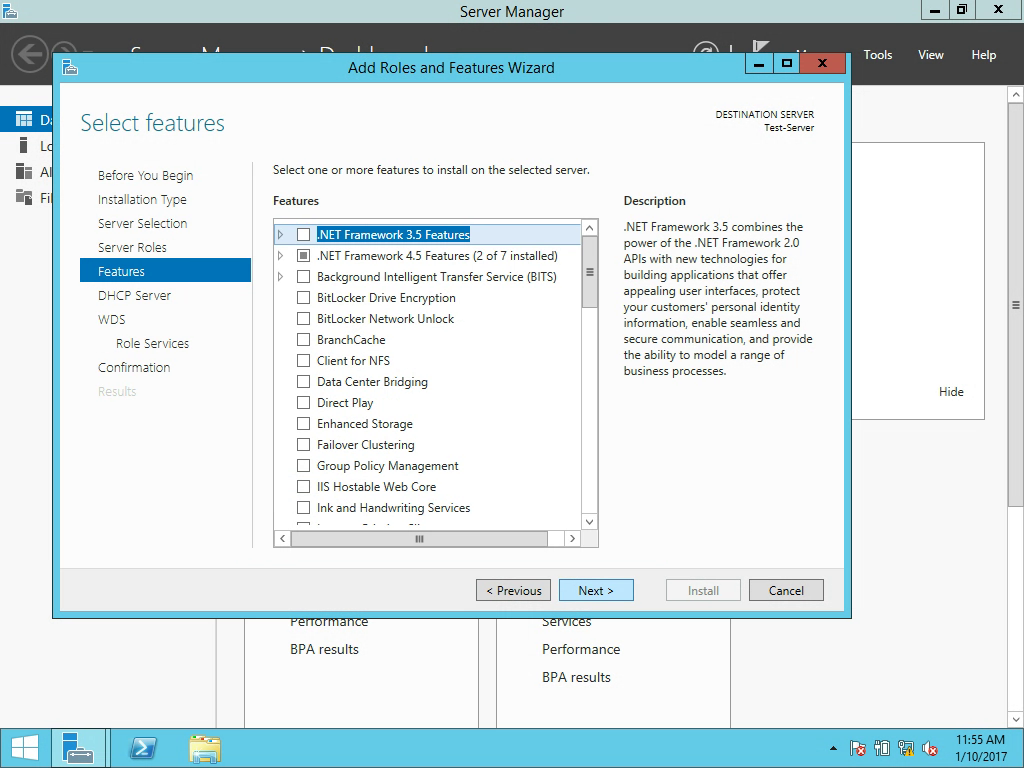 Server Manager
Tools
View
Help
Add Roles and Features Wizard
Select features
DESTINATION SERVER
Test-Server
Before You Begin
Installation Type
Server Selection
Server Roles
Features
DHCP Server
WDS
Role Services
Confirmation
Results
Select one or more features to install on the selected server.
Features
.NET Framework 3.5 Features
.NET Framework 4.5 Features (2 of 7 installed)
Background Intelligent Transfer Service (BITS)
BitLocker Drive Encryption
BitLocker Network Unlock
BranchCache
Client for NFS
Data Center Bridging
Direct Play
Enhanced Storage
Failover Clustering
Group Policy Management
IIS Hostable Web Core
Ink and Handwriting Services
Description
.NET Framework 3.5 combines the
power of the .NET Framework 2.0
APIs with new technologies for
building applications that offer
appealing user interfaces, protect
your customers' personal identity
information, enable seamless and
secure communication, and provide
the ability to model a range of
business processes.
Hide
< Previous
Next >
Install
Cancel
Performance
BPA results
Services
Performance
BPA results
11:55 AM
1/10/2017